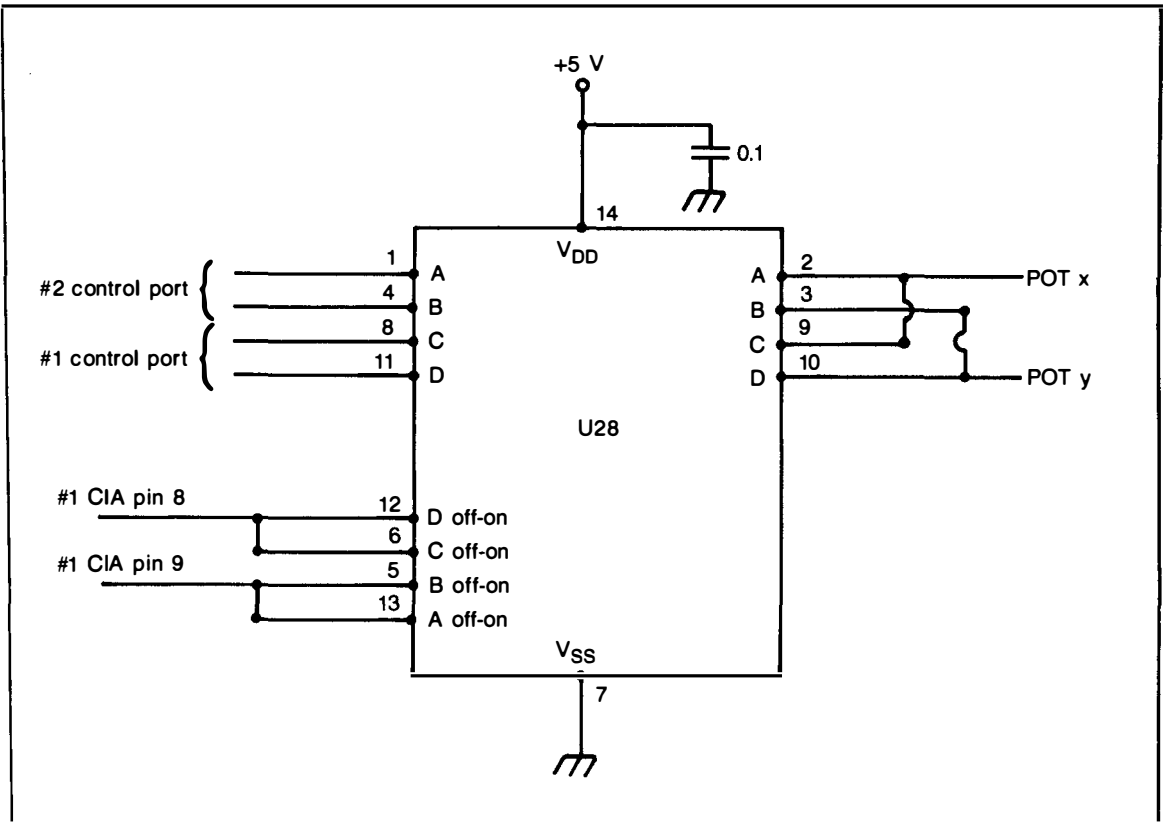 +5 V
0.1
14
V_DD
#2 control port
1
A
4
B
#1 control port
8
C
11
D
A
2
POT x
B
3
C
9
D
10
POT y
U28
#1 CIA pin 8
12
D off-on
6
C off-on
#1 CIA pin 9
5
B off-on
13
A off-on
V_SS
7